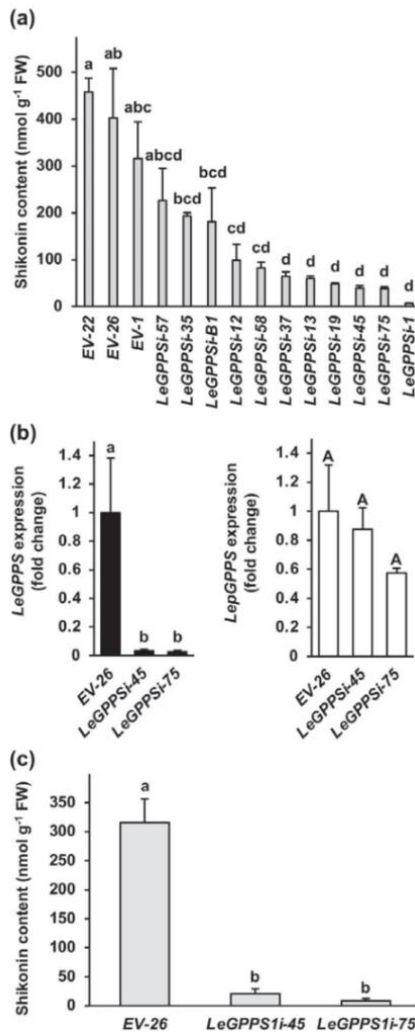 (a)
Shikonin content (nmol g-1 FW)
500
400
300
200
100
0
a
ab
abc
abcd
bcd
bcd
cd
cd
d
d
d
d
d
d
EV-22
EV-26
EV-1
LeGPPSi-57
LeGPPSi-35
LeGPPSi-B1
LeGPPSi-12
LeGPPSi-58
LeGPPSi-37
LeGPPSi-13
LeGPPSi-19
LeGPPSi-45
LeGPPSi-75
LeGPPSi-1
(b)
LeGPPS expression
(fold change)
1.4
1.2
1
0.8
0.6
0.4
0.2
0
a
b
b
EV-26
LeGPPSi-45
LeGPPSi-75
LepGPPS expression
(fold change)
1.4
1.2
1
0.8
0.6
0.4
0.2
0
A
A
A
EV-26
LeGPPSi-45
LeGPPSi-75
(c)
Shikonin content (nmol g-1 FW)
350
300
250
200
150
100
50
0
a
b
b
EV-26
LeGPPS1i-45
LeGPPS1i-75